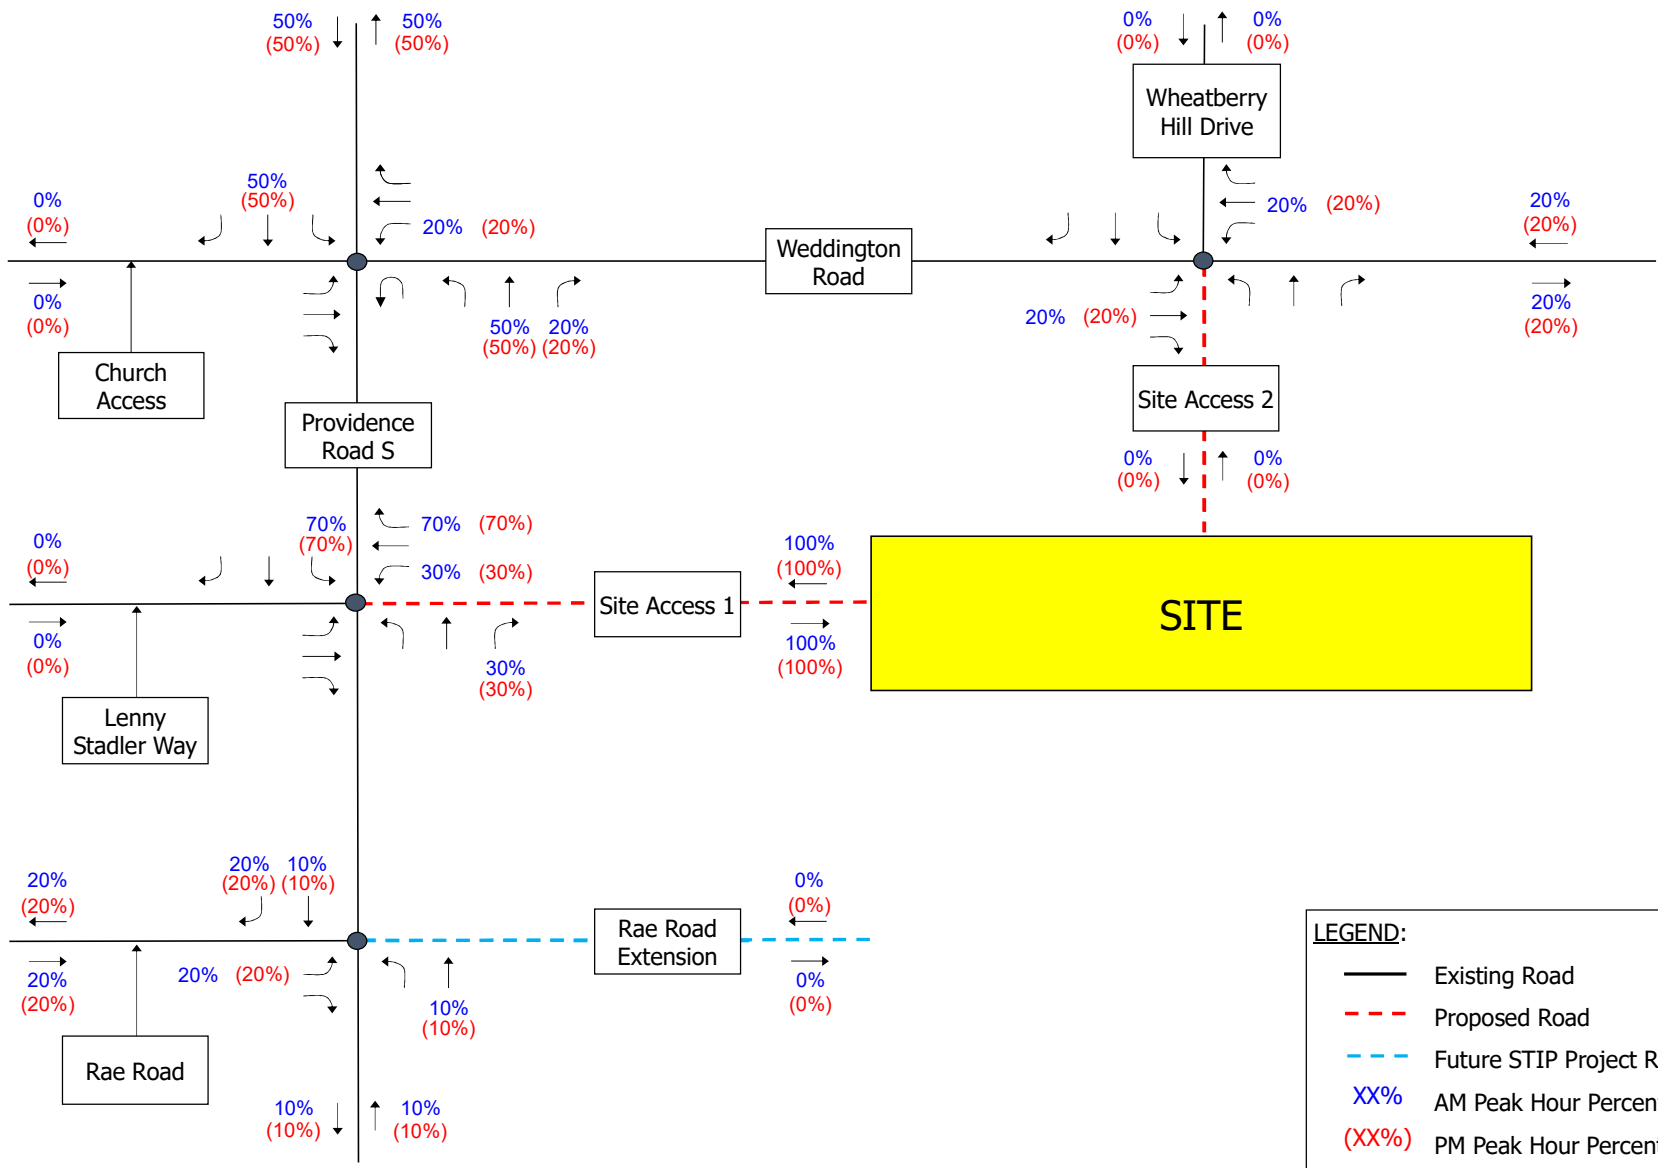 50% 50%
(50%) (50%)
0% 0%
(0%) (0%)
Wheatberry
Hill Drive
50%
(50%)
0%
(0%)
20% (20%)
20% (20%)
20%
(20%)
Weddington
Road
0%
(0%)
50% 20%
(50%) (20%)
20% (20%)
20%
(20%)
Church
Access
Providence
Road S
Site Access 2
0% 0%
(0%) (0%)
70%
(70%)
70% (70%)
0%
(0%)
30% (30%)
100%
(100%)
Site Access 1
SITE
0%
(0%)
30%
(30%)
100%
(100%)
Lenny
Stadler Way
20% 10%
(20%) (10%)
20%
(20%)
0%
(0%)
Rae Road
Extension
20%
(20%)
20% (20%)
10%
(10%)
0%
(0%)
Rae Road
10% 10%
(10%) (10%)
LEGEND:
Existing Road
Proposed Road
Future STIP Project R
XX% AM Peak Hour Percent
(XX%) PM Peak Hour Percent